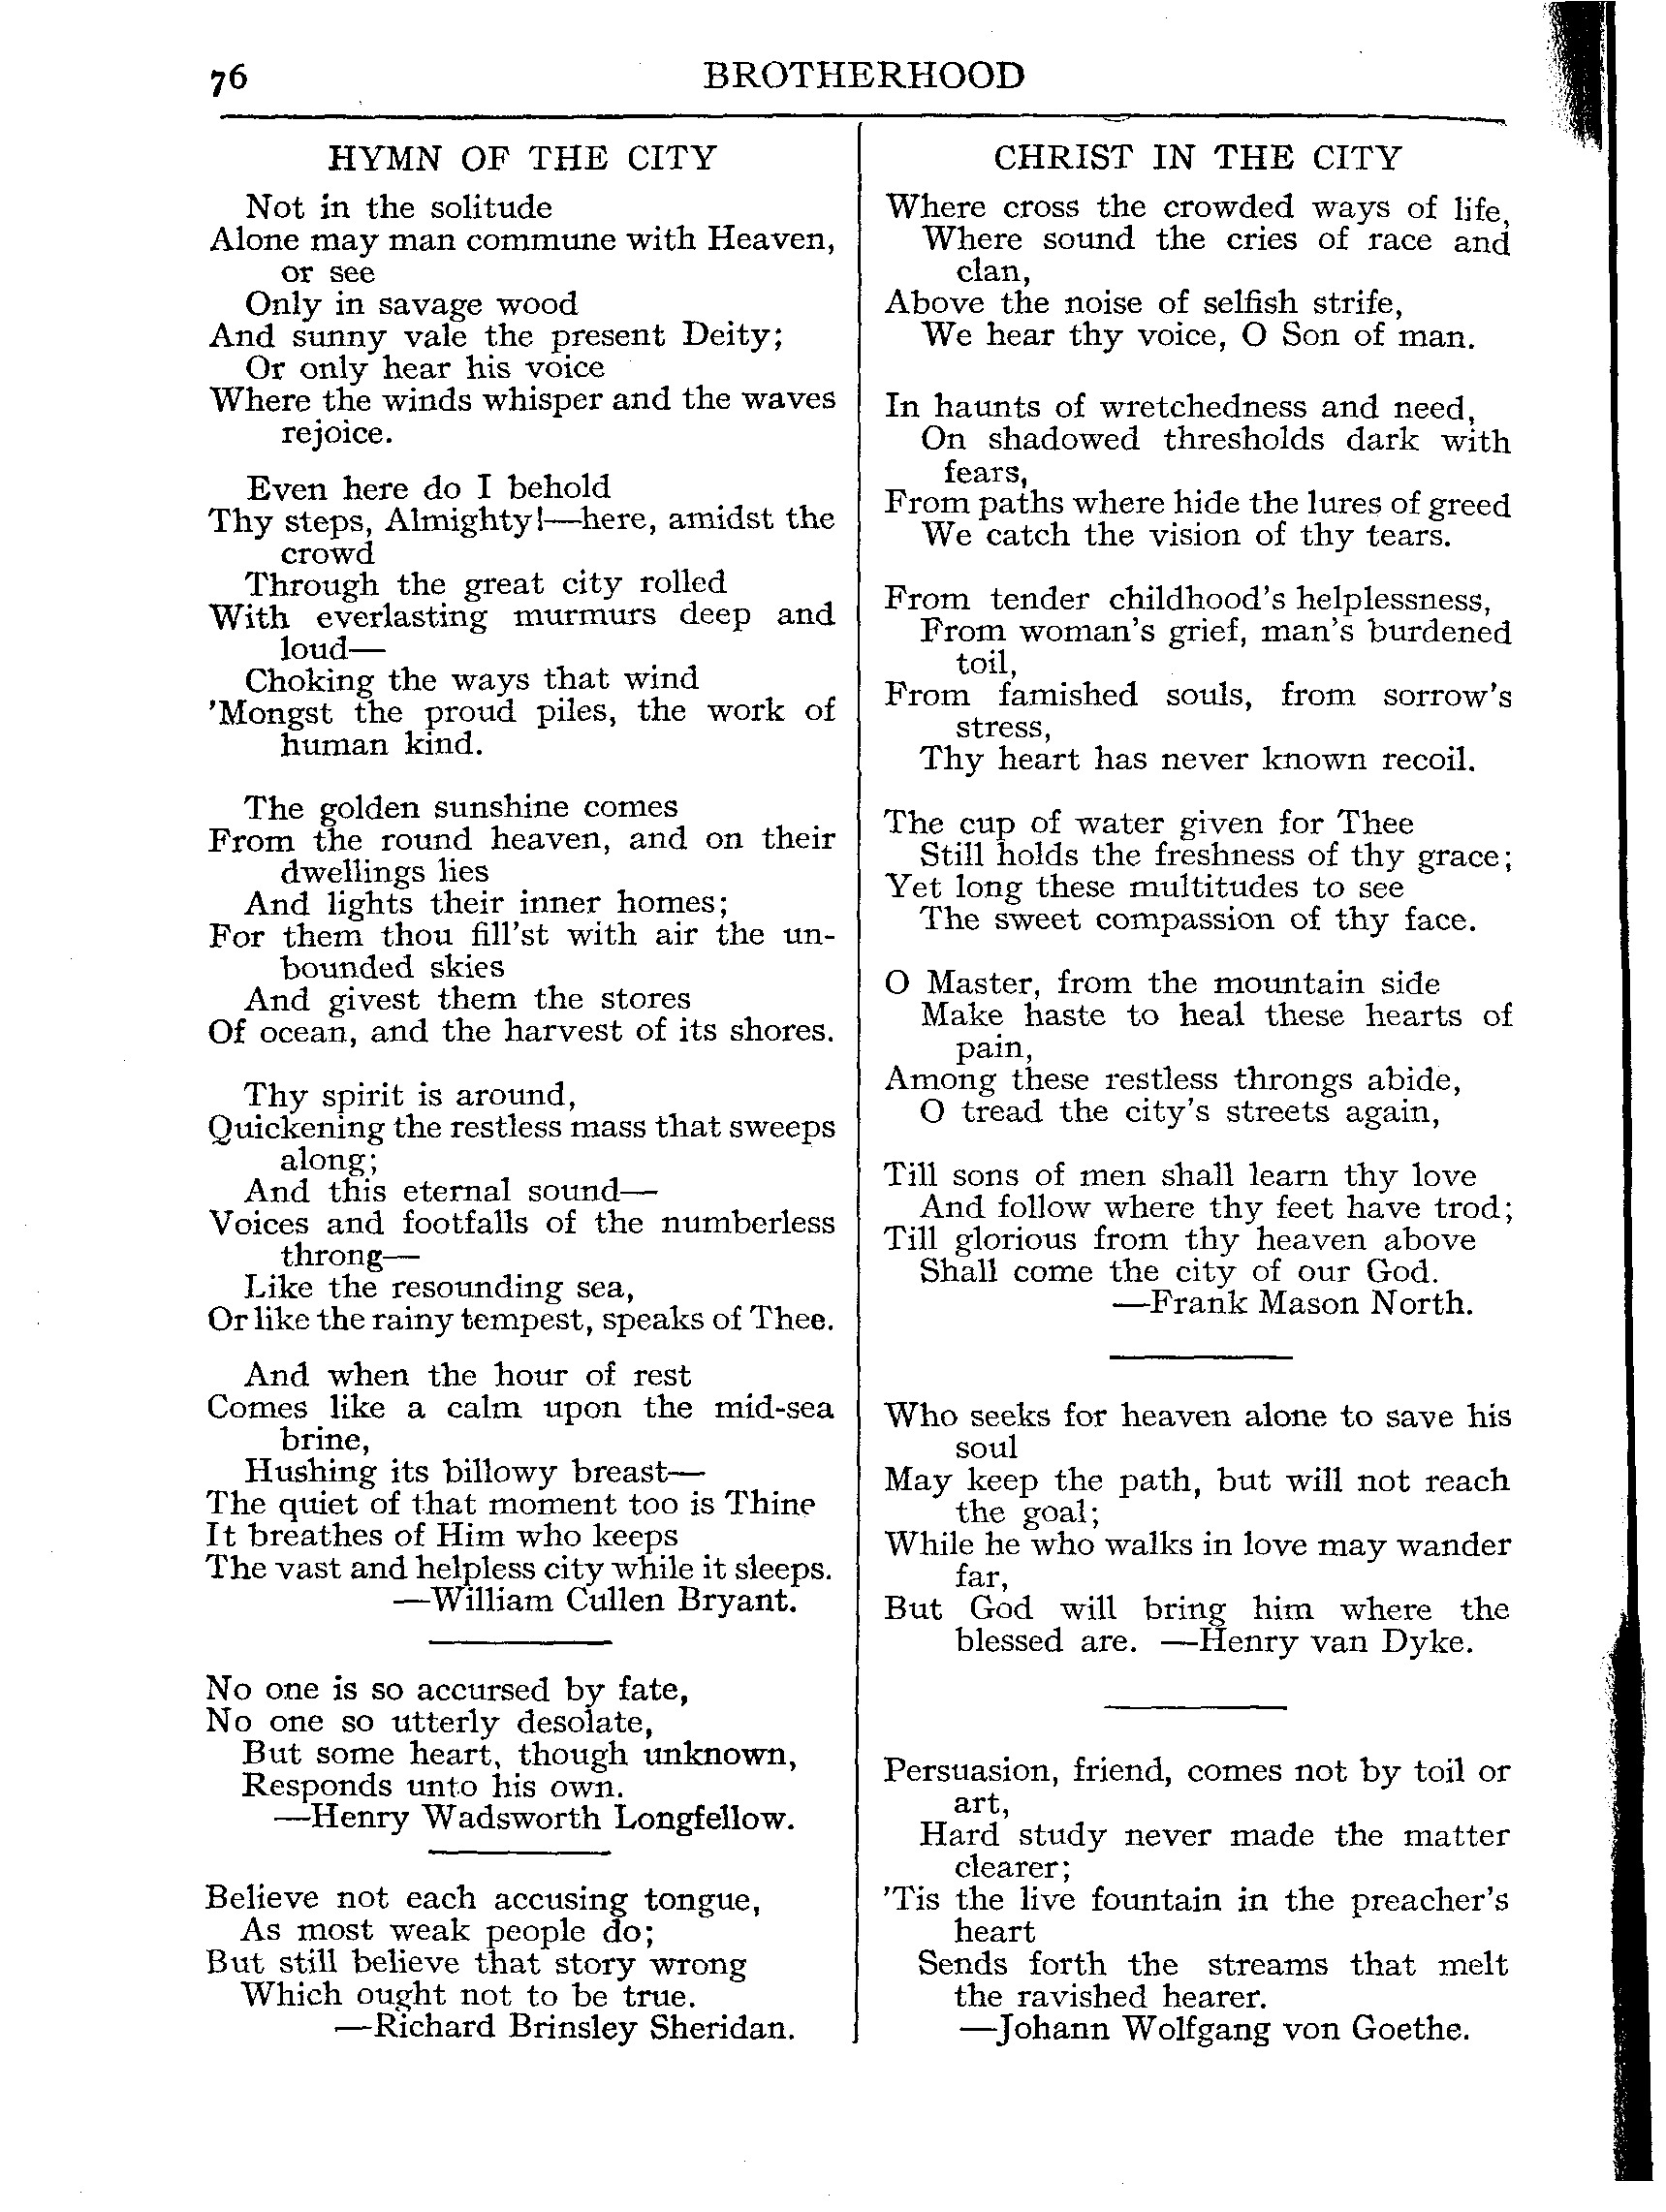 76
BROTHERHOOD
HYMN OF THE CITY
Not in the solitude
Alone may man commune with Heaven,
or see
Only in savage wood
And sunny vale the present Deity;
Or only hear his voice
Where the winds whisper and the waves
rejoice.
Even here do I behold
Thy steps, Almighty!—here, amidst the
crowd
Through the great city rolled
With everlasting murmurs deep and
loud—
Choking the ways that wind
'Mongst the proud piles, the work of
human kind.
The golden sunshine comes
From the round heaven, and on their
dwellings lies
And lights their inner homes;
For them thou fill'st with air the un-
bounded skies
And givest them the stores
Of ocean, and the harvest of its shores.
Thy spirit is around,
Quickening the restless mass that sweeps
along;
And this eternal sound—
Voices and footfalls of the numberless
throng—
Like the resounding sea,
Or like the rainy tempest, speaks of Thee.
And when the hour of rest
Comes like a calm upon the mid-sea
brine,
Hushing its billowy breast—
The quiet of that moment too is Thine
It breathes of Him who keeps
The vast and helpless city while it sleeps.
—William Cullen Bryant.
No one is so accursed by fate,
No one so utterly desolate,
But some heart, though unknown,
Responds unto his own.
—Henry Wadsworth Longfellow.
Believe not each accusing tongue,
As most weak people do;
But still believe that story wrong
Which ought not to be true.
—Richard Brinsley Sheridan.
CHRIST IN THE CITY
Where cross the crowded ways of life,
Where sound the cries of race and
clan,
Above the noise of selfish strife,
We hear thy voice, O Son of man.
In haunts of wretchedness and need,
On shadowed thresholds dark with
fears,
From paths where hide the lures of greed
We catch the vision of thy tears.
From tender childhood's helplessness,
From woman's grief, man's burdened
toil,
From famished souls, from sorrow's
stress,
Thy heart has never known recoil.
The cup of water given for Thee
Still holds the freshness of thy grace;
Yet long these multitudes to see
The sweet compassion of thy face.
O Master, from the mountain side
Make haste to heal these hearts of
pain,
Among these restless throngs abide,
O tread the city's streets again,
Till sons of men shall learn thy love
And follow where thy feet have trod;
Till glorious from thy heaven above
Shall come the city of our God.
—Frank Mason North.
Who seeks for heaven alone to save his
soul
May keep the path, but will not reach
the goal;
While he who walks in love may wander
far,
But God will bring him where the
blessed are. —Henry van Dyke.
Persuasion, friend, comes not by toil or
art,
Hard study never made the matter
clearer;
'Tis the live fountain in the preacher's
heart
Sends forth the streams that melt
the ravished hearer.
—Johann Wolfgang von Goethe.